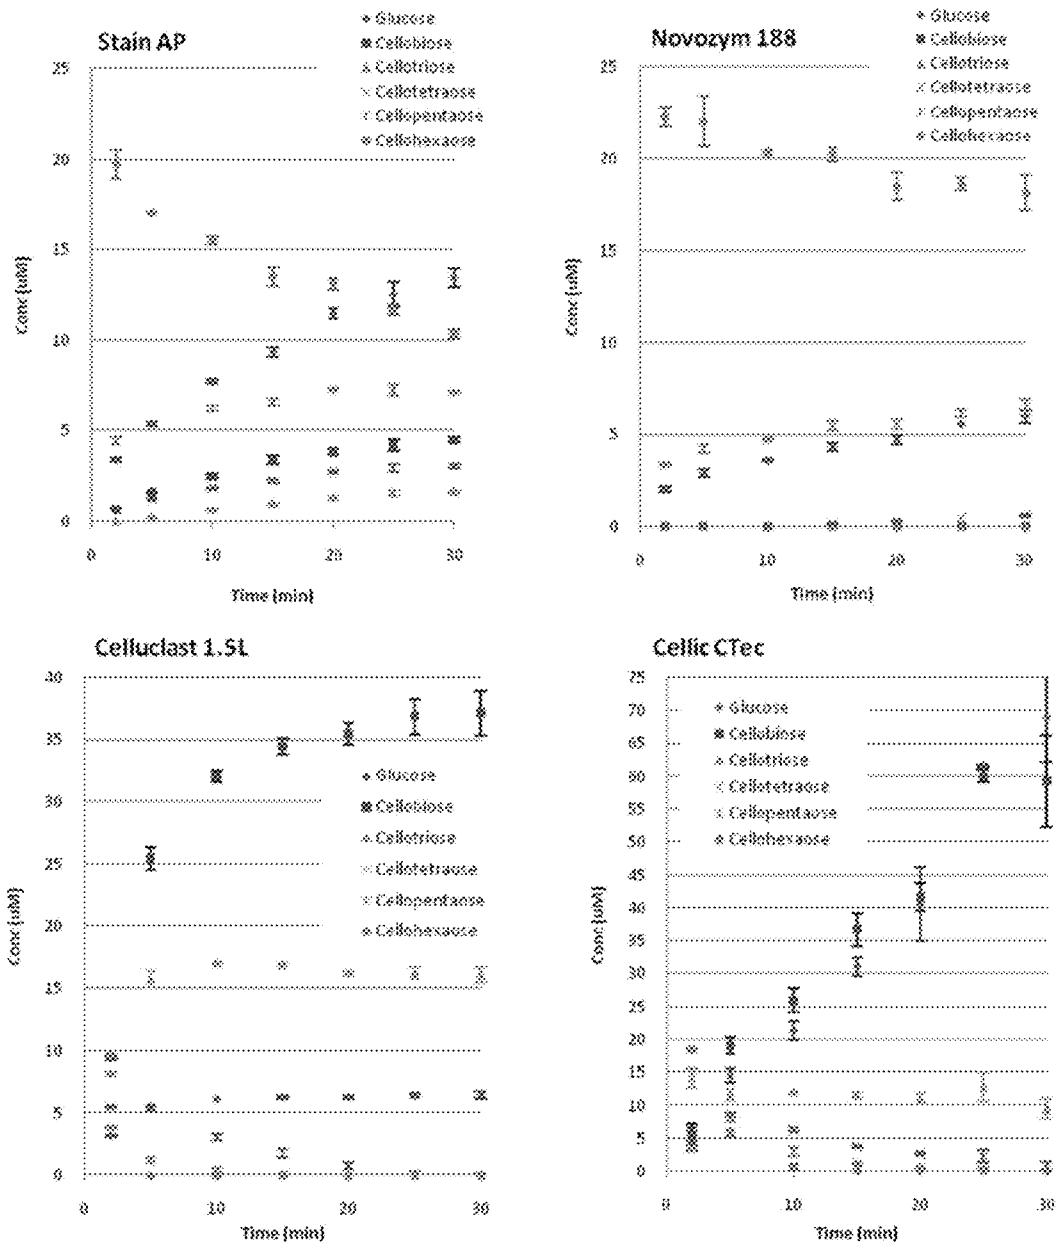 Stain AP
Glucose
Cellobiose
Cellotriose
Cellotetraose
Cellopentaose
Cellohexaose
25
20
15
10
5
0
Conc (uM)
0 10 20 30
Time (min)
Novozym 188
Glucose
Cellobiose
Cellotriose
Cellotetraose
Cellopentaose
Cellohexaose
25
20
15
10
5
0
Conc (uM)
0 10 20 30
Time (min)
Celluclast 1.5L
Glucose
Cellobiose
Cellotriose
Cellotetraose
Cellopentaose
Cellohexaose
40
35
30
25
20
15
10
5
0
Conc (uM)
0 10 20 30
Time (min)
Cellic CTec
Glucose
Cellobiose
Cellotriose
Cellotetraose
Cellopentaose
Cellohexaose
75
70
65
60
55
50
45
40
35
30
25
20
15
10
5
0
Conc (uM)
0 10 20 30
Time (min)